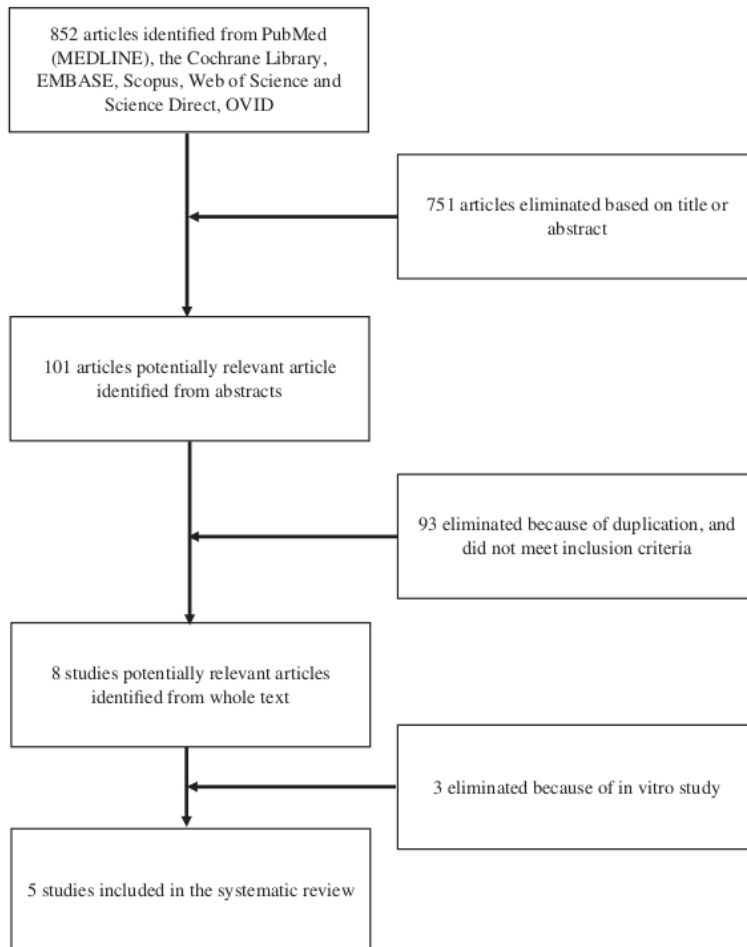 852 articles identified from PubMed
(MEDLINE), the Cochrane Library,
EMBASE, Scopus, Web of Science and
Science Direct, OVID
751 articles eliminated based on title or
abstract
101 articles potentially relevant article
identified from abstracts
93 eliminated because of duplication, and
did not meet inclusion criteria
8 studies potentially relevant articles
identified from whole text
3 eliminated because of in vitro study
5 studies included in the systematic review